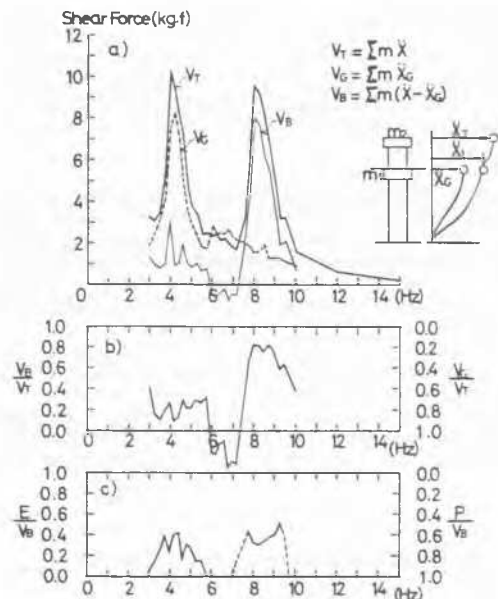 Shear Force (kg.f)
12
10
8
6
4
2
a)
V_T
V_G
V_B
V_T = Σm Ẍ
V_G = Σm Ẍ_G
V_B = Σm (Ẍ-Ẍ_G)
Ẍ_T
Ẍ_G
0 2 4 6 8 10 12 14 (Hz)
b)
V_B/V_T
1.0
0.8
0.6
0.4
0.2
0.0
V_G/V_T
0.0
0.2
0.4
0.6
0.8
1.0
0 2 4 6 8 10 12 14 (Hz)
c)
E/V_B
1.0
0.8
0.6
0.4
0.2
0.0
P/V_B
0.0
0.2
0.4
0.6
0.8
1.0
0 2 4 6 8 10 12 14 (Hz)